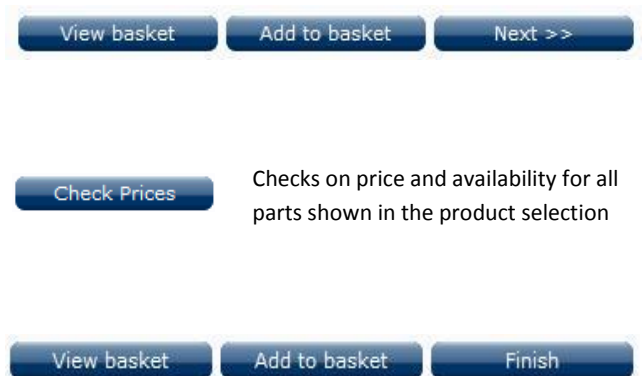 View basket Add to basket Next >>
Check Prices
Checks on price and availability for all
parts shown in the product selection
View basket Add to basket Finish